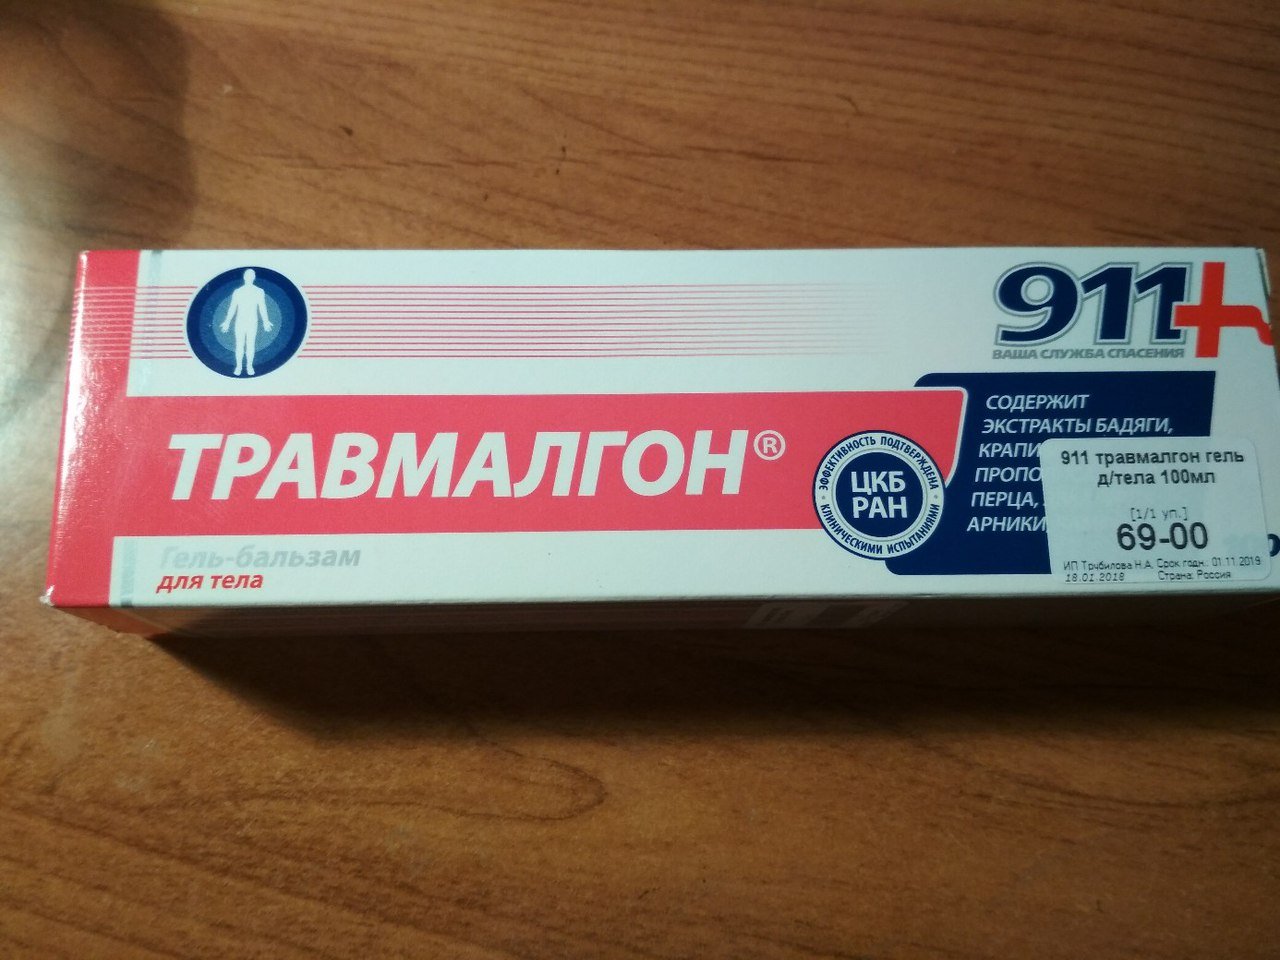 911
ВАША СЛУЖБА СПАСЕНИЯ
ТРАВМАЛГОН®
Гель-бальзам
для тела
ЭФФЕКТИВНОСТЬ ПОДТВЕРЖДЕНА
ЦКБ
РАН
КЛИНИЧЕСКИМИ ИСПЫТАНИЯМИ
СОДЕРЖИТ
ЭКСТРАКТЫ БАДЯГИ,
КРАПИ
ПРОПО
ПЕРЦА,
АРНИКИ,
911 травмалгон гель
д/тела 100мл
[1/1 уп.]
69-00
ИП Трубилова Н.А. Срок годн.: 01.11.2019
18.01.2018 Страна: Россия